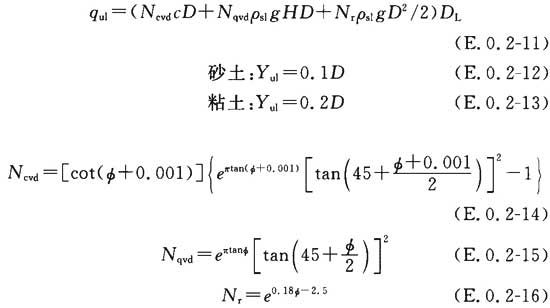 q_ul=(N_cvd cD+N_qvd ρ_sl gHD+N_r ρ_sl gD²/2)D_L
(E.0.2-11)
砂土:Y_ul=0.1D (E.0.2-12)
粘土:Y_ul=0.2D (E.0.2-13)
N_cvd=[cot(ϕ+0.001)]{e^{πtan(ϕ+0.001)}[tan(45+(ϕ+0.001)/2)]²-1}
(E.0.2-14)
N_qvd=e^{πtanϕ}[tan(45+ϕ/2)]² (E.0.2-15)
N_r=e^{0.18ϕ-2.5} (E.0.2-16)